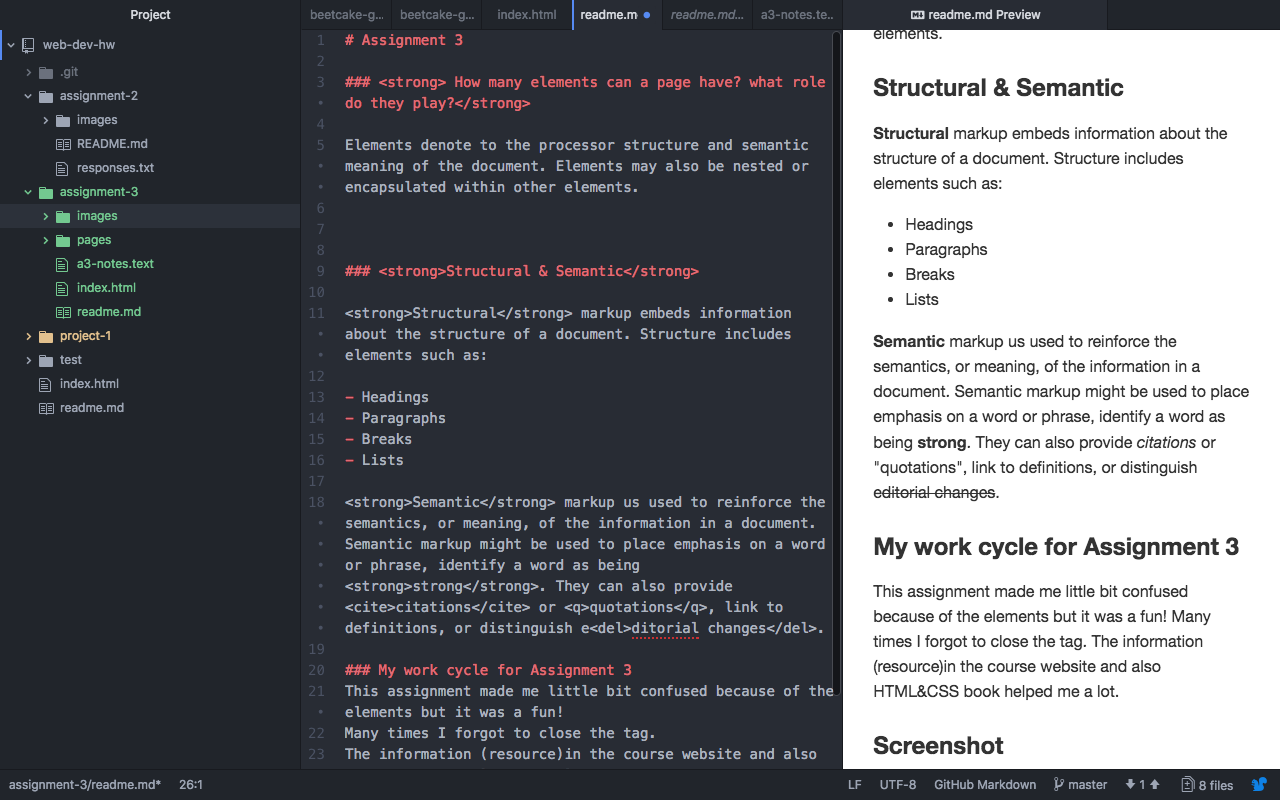 Project
web-dev-hw
.git
assignment-2
images
README.md
responses.txt
assignment-3
images
pages
a3-notes.text
index.html
readme.md
project-1
test
index.html
readme.md
beetcake-g...
beetcake-g...
index.html
readme.m
readme.md...
a3-notes.te..
readme.md Preview
1 # Assignment 3
2
3 ### <strong> How many elements can a page have? what role
do they play?</strong>
4
5 Elements denote to the processor structure and semantic
meaning of the document. Elements may also be nested or
encapsulated within other elements.
6
7
8
9 ### <strong>Structural & Semantic</strong>
10
11 <strong>Structural</strong> markup embeds information
about the structure of a document. Structure includes
elements such as:
12
13 - Headings
14 - Paragraphs
15 - Breaks
16 - Lists
17
18 <strong>Semantic</strong> markup us used to reinforce the
semantics, or meaning, of the information in a document.
Semantic markup might be used to place emphasis on a word
or phrase, identify a word as being
<strong>strong</strong>. They can also provide
<cite>citations</cite> or <q>quotations</q>, link to
definitions, or distinguish e<del>ditorial changes</del>.
19
20 ### My work cycle for Assignment 3
21 This assignment made me little bit confused because of the
elements but it was a fun!
22 Many times I forgot to close the tag.
23 The information (resource)in the course website and also
elements.
Structural & Semantic
Structural markup embeds information about the
structure of a document. Structure includes
elements such as:
• Headings
• Paragraphs
• Breaks
• Lists
Semantic markup us used to reinforce the
semantics, or meaning, of the information in a
document. Semantic markup might be used to place
emphasis on a word or phrase, identify a word as
being strong. They can also provide citations or
"quotations", link to definitions, or distinguish
editorial changes.
My work cycle for Assignment 3
This assignment made me little bit confused
because of the elements but it was a fun! Many
times I forgot to close the tag. The information
(resource)in the course website and also
HTML&CSS book helped me a lot.
Screenshot
assignment-3/readme.md* 26:1
LF UTF-8 GitHub Markdown master 1 8 files